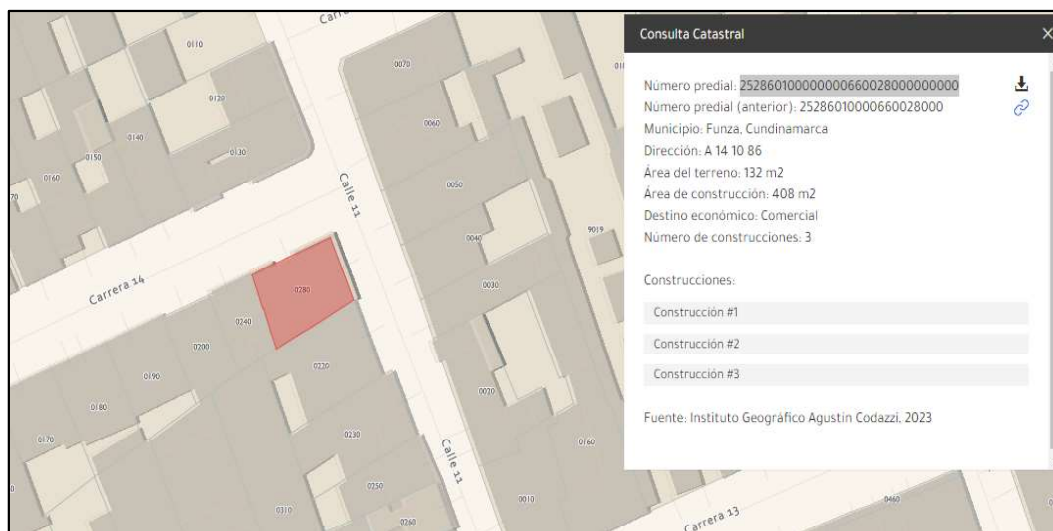 Consulta Catastral
Número predial: 252860100000000660028000000000
Número predial (anterior): 25286010000660028000
Municipio: Funza, Cundinamarca
Dirección: A 14 10 86
Área del terreno: 132 m2
Área de construcción: 408 m2
Destino económico: Comercial
Número de construcciones: 3
Construcciones:
Construcción #1
Construcción #2
Construcción #3
Fuente: Instituto Geográfico Agustín Codazzi, 2023
0110
0070
0120
0060
0140
0130
0150
0160
Calle 11
0050
9019
0040
Carrera 14
0280
0030
0240
0200
0220
0190
0020
0180
0170
0230
0160
Calle 11
0250
0310
0260
0010
0460
Carrera 13